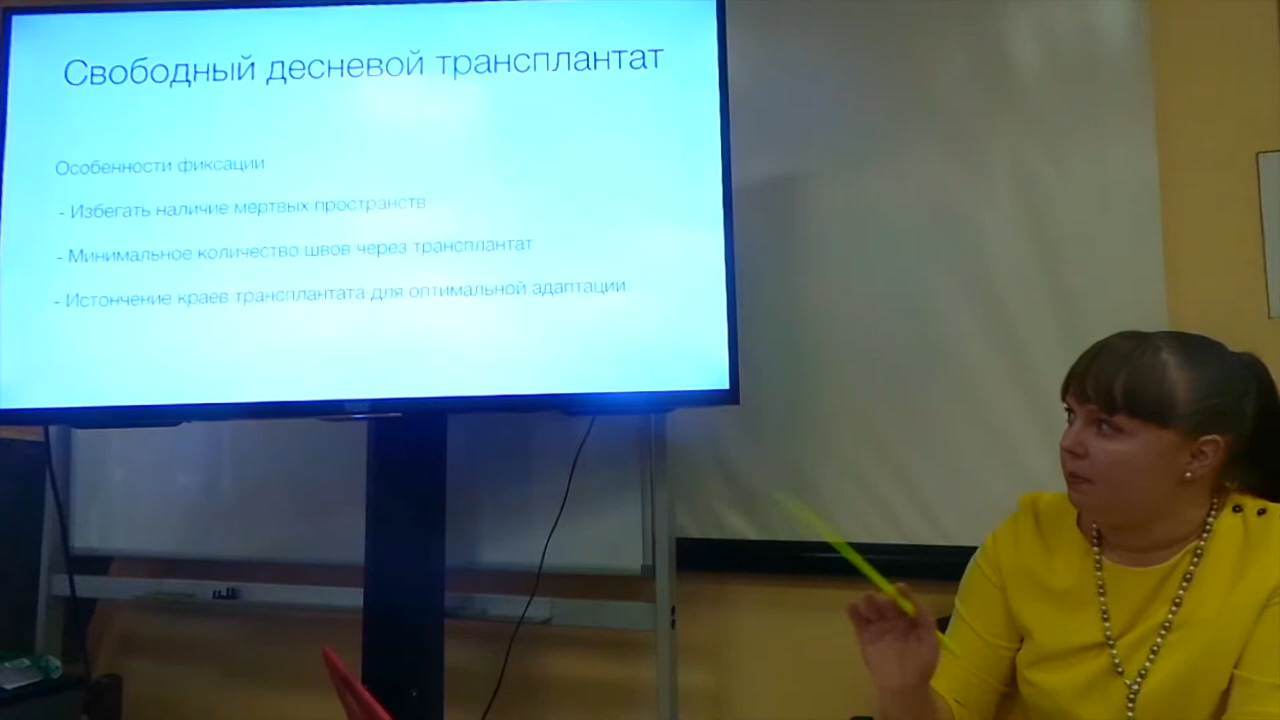 Свободный десневой трансплантат
Особенности фиксации
- Избегать наличие мертвых пространств
- Минимальное количество швов через трансплантат
- Истончение краев трансплантата для оптимальной адаптации